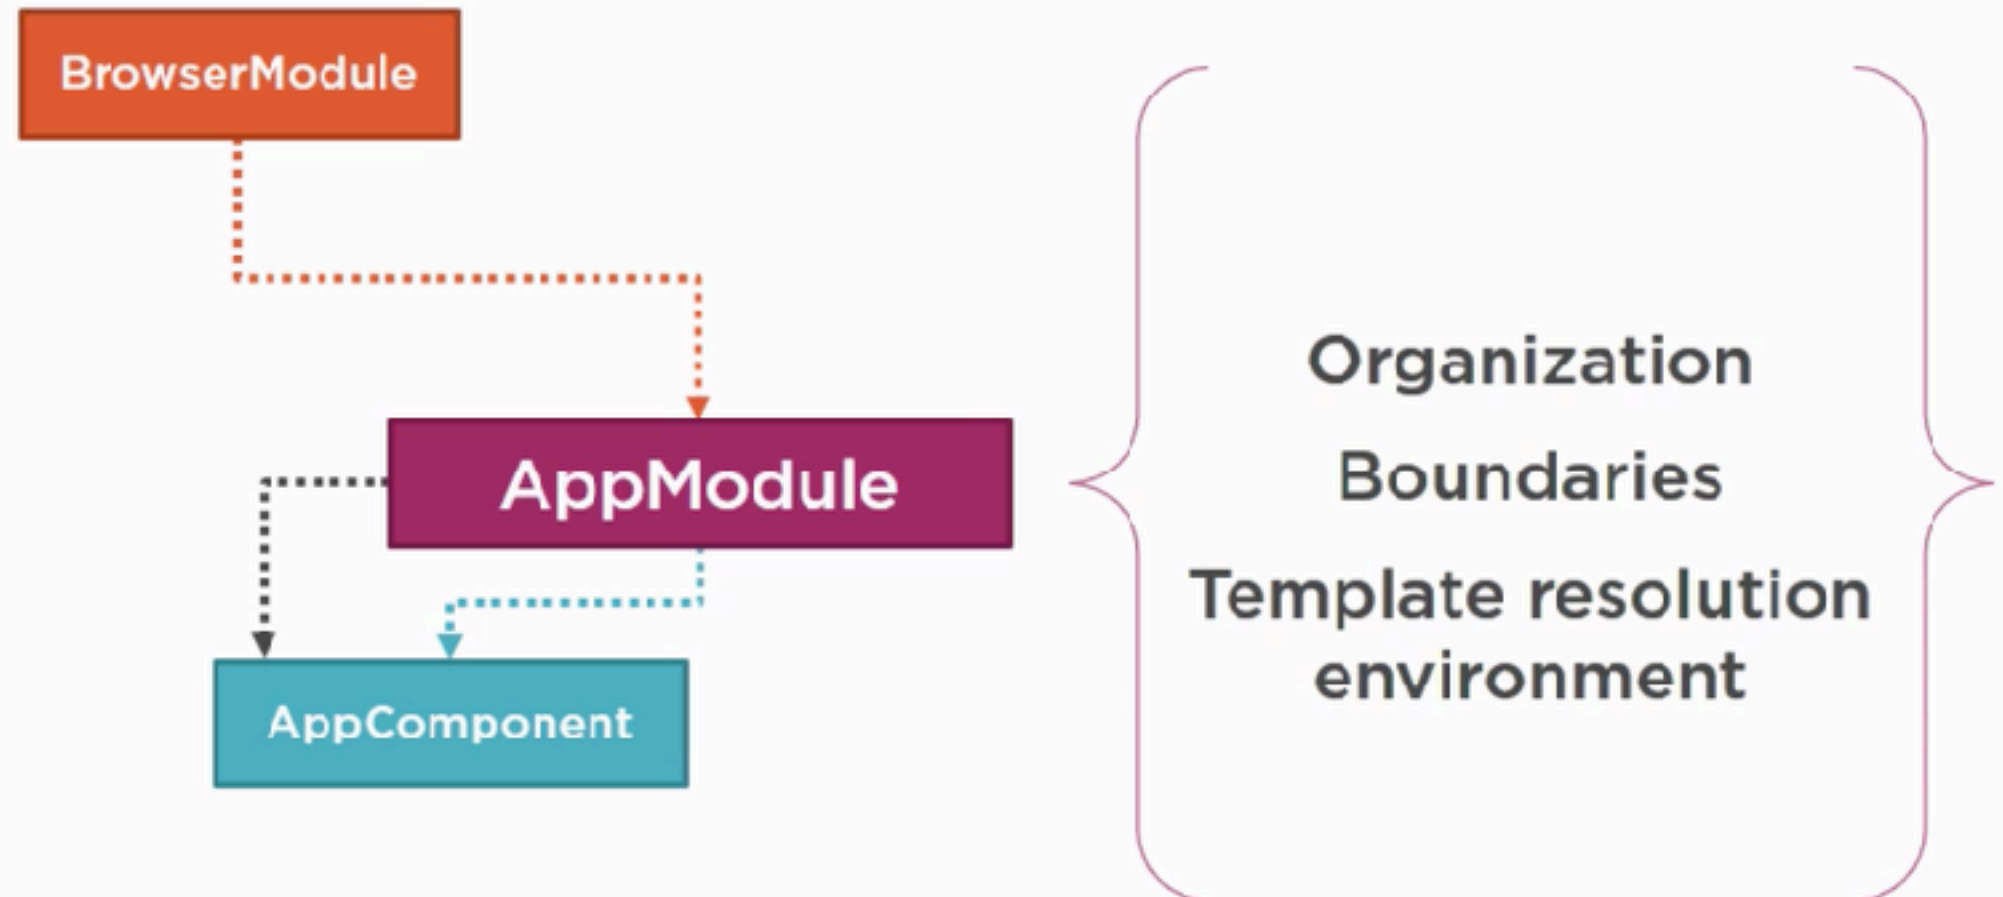 BrowserModule
AppModule
AppComponent
Organization
Boundaries
Template resolution
environment